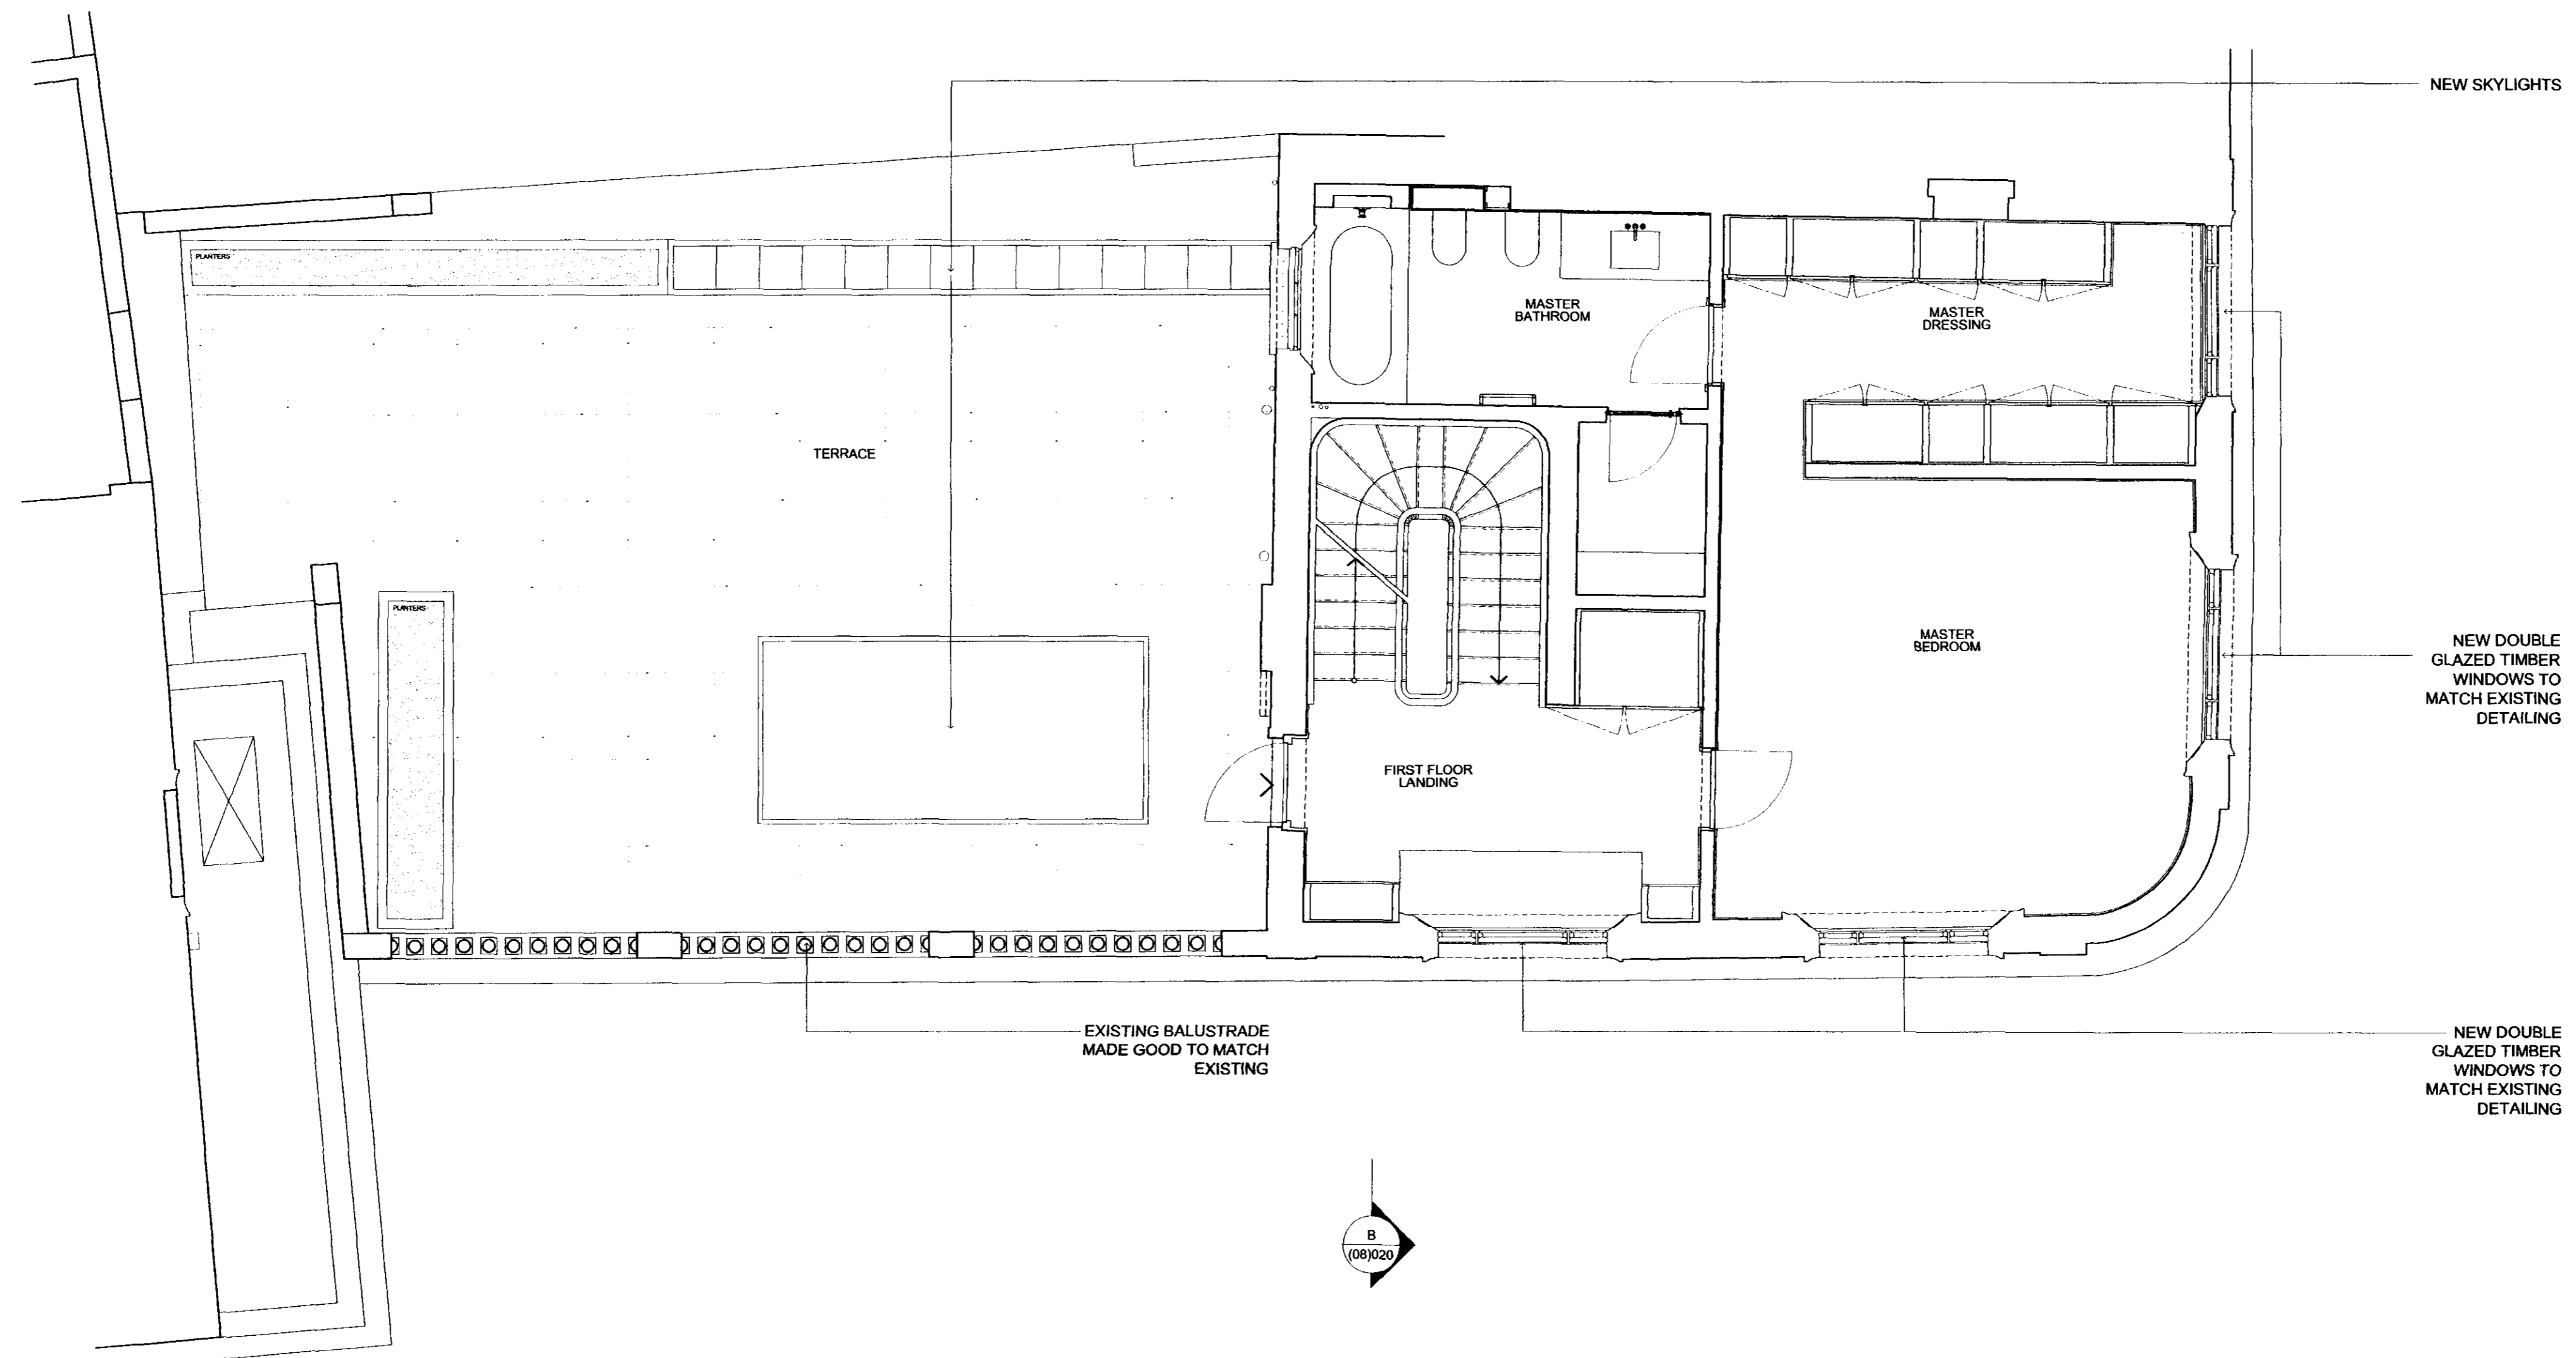 NEW SKYLIGHTS
PLANTERS
MASTER
BATHROOM
MASTER
DRESSING
TERRACE
PLANTERS
MASTER
BEDROOM
NEW DOUBLE
GLAZED TIMBER
WINDOWS TO
MATCH EXISTING
DETAILING
FIRST FLOOR
LANDING
EXISTING BALUSTRADE
MADE GOOD TO MATCH
EXISTING
NEW DOUBLE
GLAZED TIMBER
WINDOWS TO
MATCH EXISTING
DETAILING
B
(08)020